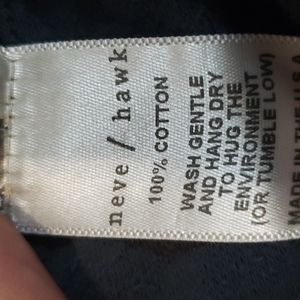 neve / hawk
100% COTTON
WASH GENTLE
AND HANG DRY
TO HUG THE
ENVIRONMENT
(OR TUMBLE LOW)
MADE IN THE U.S.A.